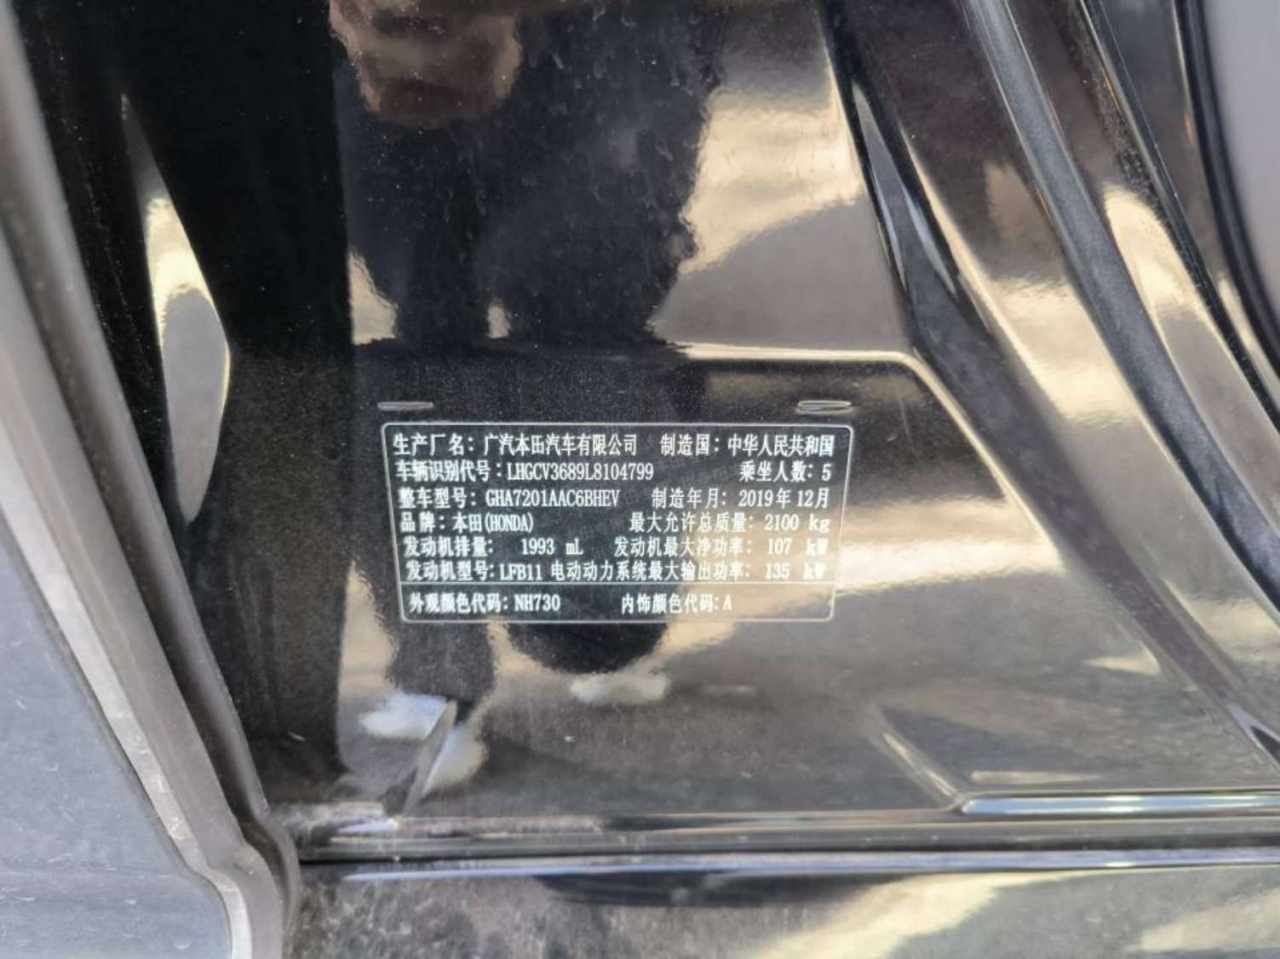 生产厂名：广汽本田汽车有限公司 制造国：中华人民共和国
车辆识别代号：LHGCV3689L8104799 乘坐人数：5
整车型号：GHA7201AAC6BHEV 制造年月：2019年12月
品牌：本田(HONDA) 最大允许总质量：2100 kg
发动机排量： 1993 mL 发动机最大净功率：107 kW
发动机型号：LFB11 电动动力系统最大输出功率：135 kW
外观颜色代码：NH730 内饰颜色代码：A